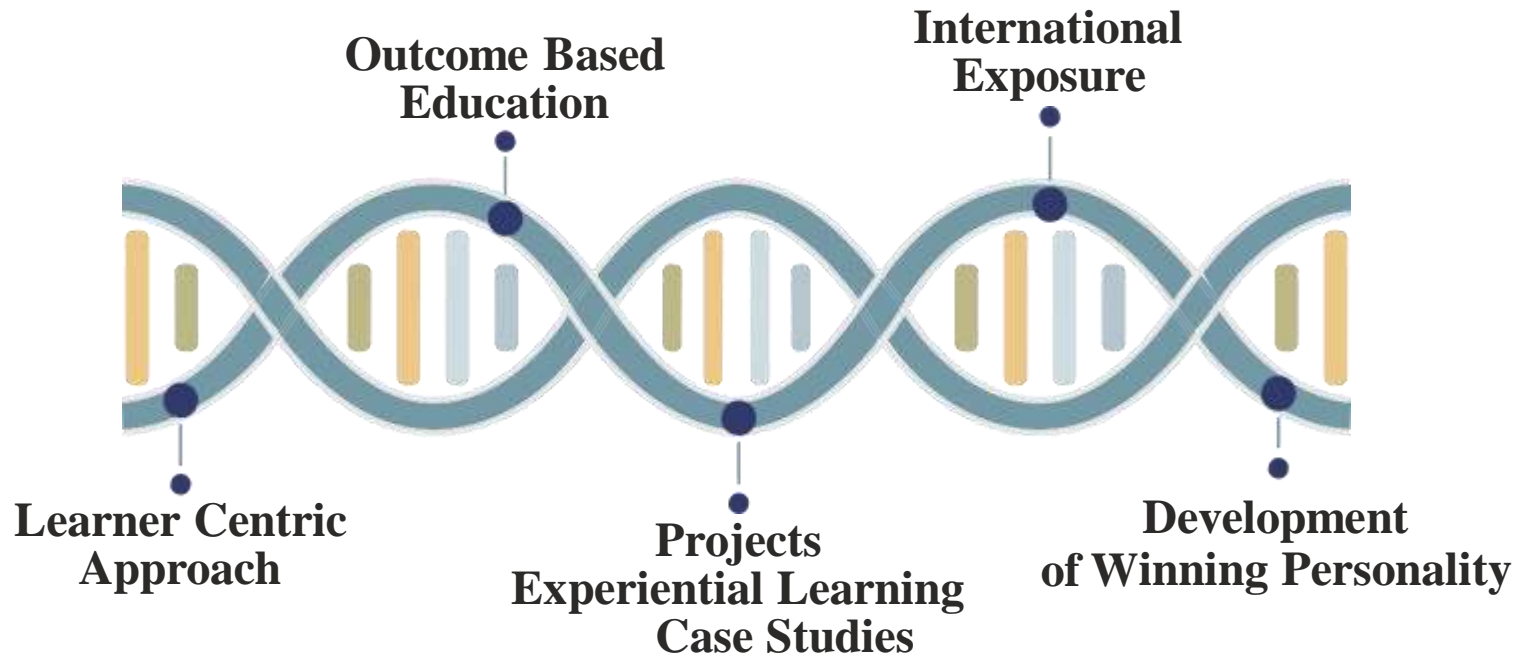 Outcome Based
Education
International
Exposure
Learner Centric
Approach
Projects
Experiential Learning
Case Studies
Development
of Winning Personality